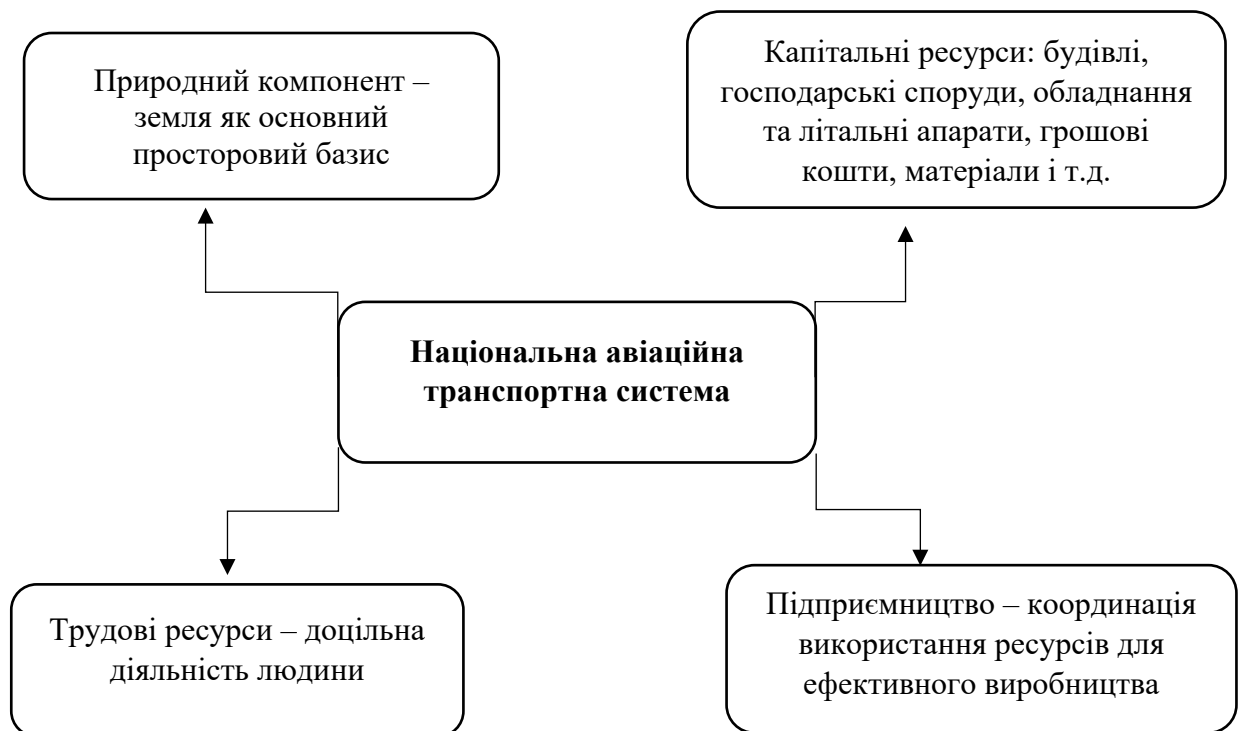 Природний компонент –
земля як основний
просторовий базис
Капітальні ресурси: будівлі,
господарські споруди, обладнання
та літальні апарати, грошові
кошти, матеріали і т.д.
Національна авіаційна
транспортна система
Трудові ресурси – доцільна
діяльність людини
Підприємництво – координація
використання ресурсів для
ефективного виробництва